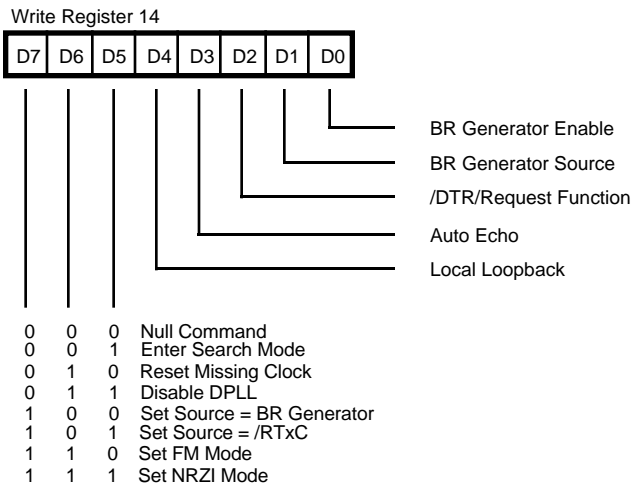 Write Register 14
D7 D6 D5 D4 D3 D2 D1 D0
BR Generator Enable
BR Generator Source
/DTR/Request Function
Auto Echo
Local Loopback
0 0 0 Null Command
0 0 1 Enter Search Mode
0 1 0 Reset Missing Clock
0 1 1 Disable DPLL
1 0 0 Set Source = BR Generator
1 0 1 Set Source = /RTxC
1 1 0 Set FM Mode
1 1 1 Set NRZI Mode